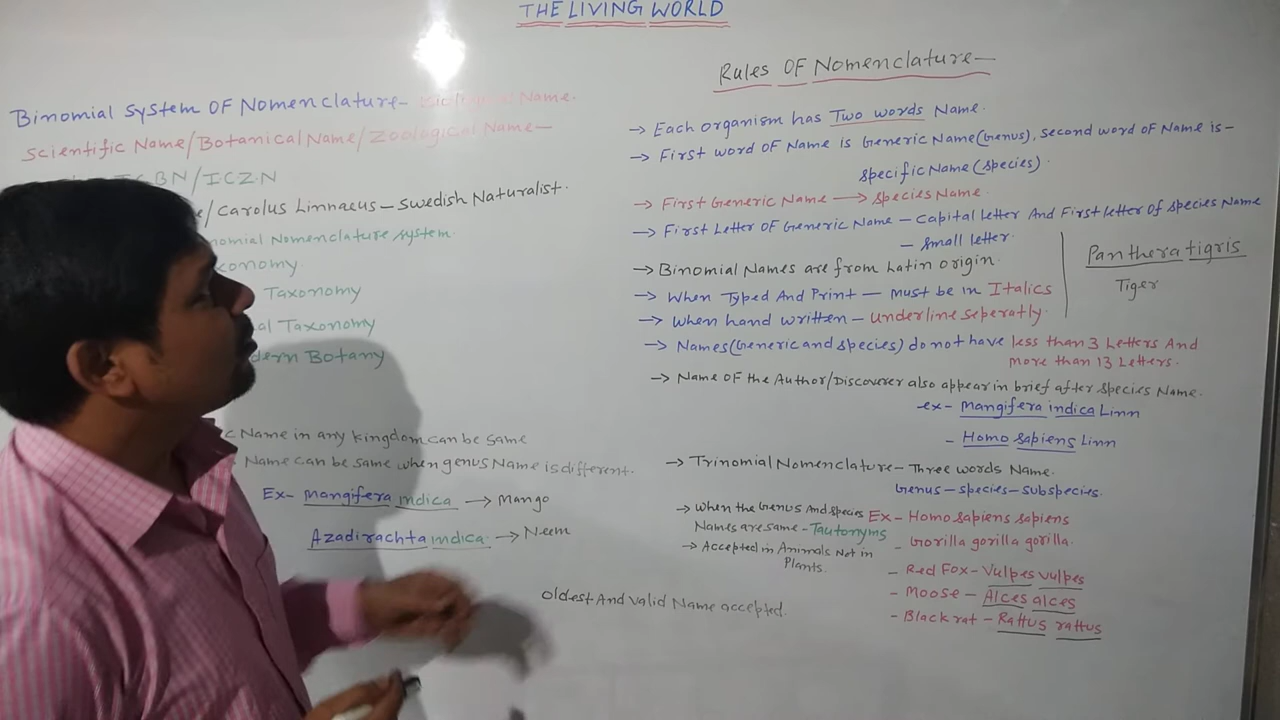 THE LIVING WORLD
Binomial System OF Nomenclature- Biological Name.
Scientific Name/Botanical Name/Zoological Name-
BN/ICZN
/Carolus Linnaeus - Swedish Naturalist.
Nomenclature system.
Taxonomy
Taxonomy
Botany
Name in any kingdom can be same
Name can be same when genus Name is different.
Ex- Mangifera indica → Mango
Azadirachta indica → Neem
Oldest And Valid Name accepted.
Rules OF Nomenclature-
→ Each organism has Two words Name.
→ First word OF Name is Generic Name(Genus), second word OF Name is-
Specific Name (Species)
→ First Generic Name → Species Name
→ First Letter OF Generic Name - Capital letter And First letter Of Species Name
- Small letter.
→ Binomial Names are from Latin origin.
→ When Typed And Print - must be in Italics
→ When hand written - underline seperatly.
Panthera tigris
Tiger
→ Names(Generic and species) do not have less than 3 Letters And
more than 13 Letters.
→ Name OF the Author/Discoverer also appear in brief after Species Name.
ex- Mangifera indica Linn
- Homo sapiens Linn
→ Trinomial Nomenclature - Three words Name.
Genus - species - subspecies.
→ When the Genus And species
Names are same - Tautonyms
→ Accepted in Animals Not in
Plants.
Ex- Homo sapiens sapiens
- Gorilla gorilla gorilla.
- Red Fox - Vulpes vulpes
- Moose - Alces alces
- Black rat - Rattus rattus